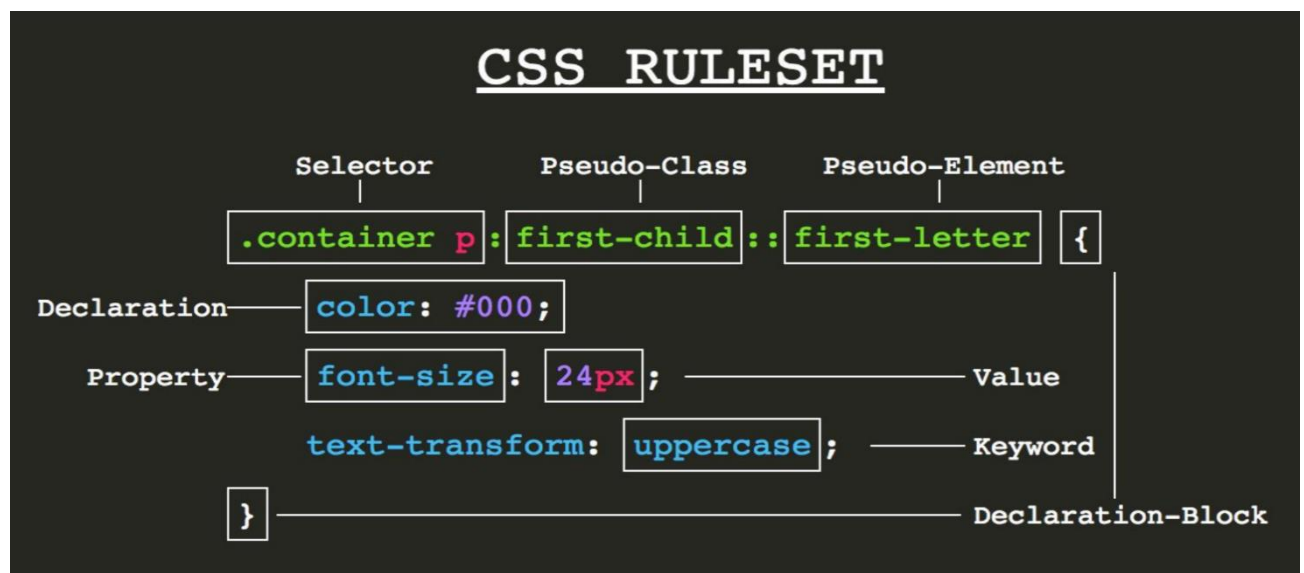 CSS RULESET
Selector Pseudo-Class Pseudo-Element
.container p:first-child::first-letter {
Declaration color: #000;
Property font-size: 24px; Value
text-transform: uppercase; Keyword
} Declaration-Block